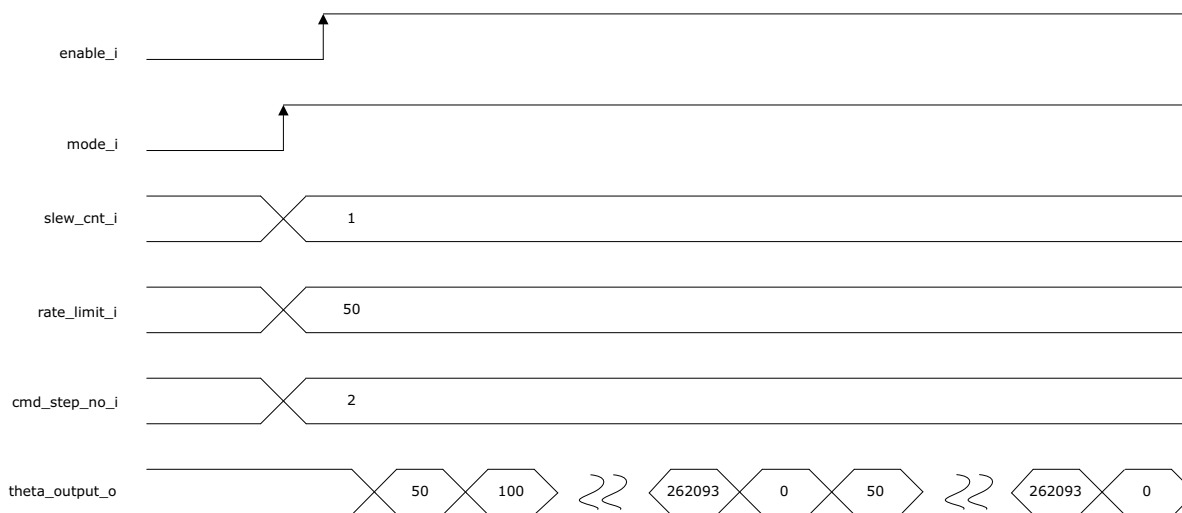 enable_i
mode_i
slew_cnt_i 1
rate_limit_i 50
cmd_step_no_i 2
theta_output_o 50 100 262093 0 50 262093 0